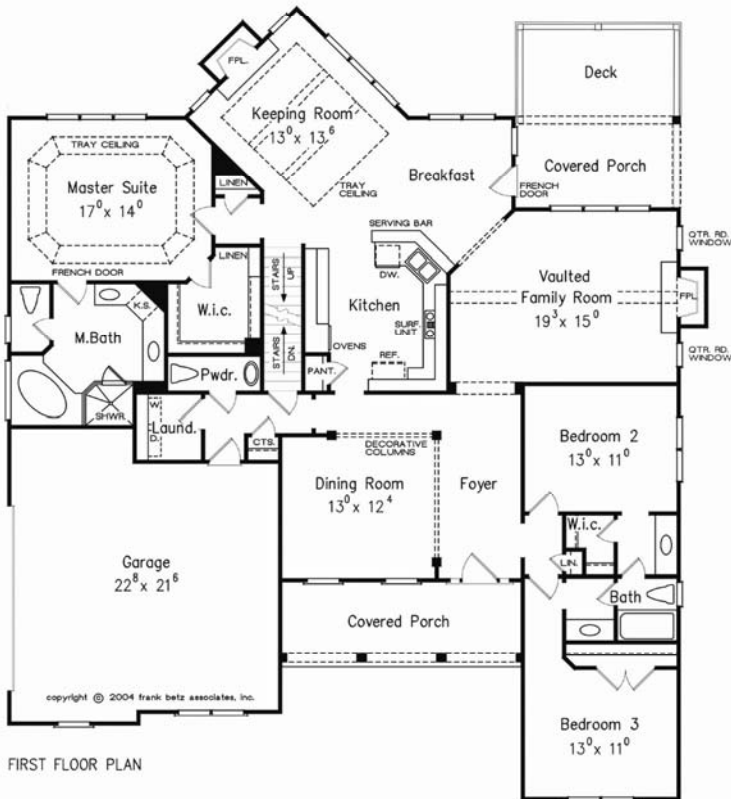 FPL.
Deck
Keeping Room
13⁰ x 13⁶
TRAY CEILING
TRAY
CEILING
Breakfast
Covered Porch
LINEN
FRENCH
DOOR
Master Suite
17⁰ x 14⁰
SERVING BAR
QTR. RD.
WINDOW
FRENCH DOOR
LINEN
STAIRS
UP
DW.
Vaulted
Family Room
19³ x 15⁰
FPL
K.S.
W.i.c.
Kitchen
SURF.
UNIT
M.Bath
STAIRS
DN.
OVENS
REF.
QTR. RD.
WINDOW
Pwdr.
PANT.
SHWR.
W
D
Laund.
CTS.
DECORATIVE
COLUMNS
Bedroom 2
13⁰ x 11⁰
Dining Room
13⁰ x 12⁴
Foyer
W.i.c.
LIN.
Garage
22⁸ x 21⁶
Bath
Covered Porch
copyright © 2004 frank betz associates, inc.
Bedroom 3
13⁰ x 11⁰
FIRST FLOOR PLAN